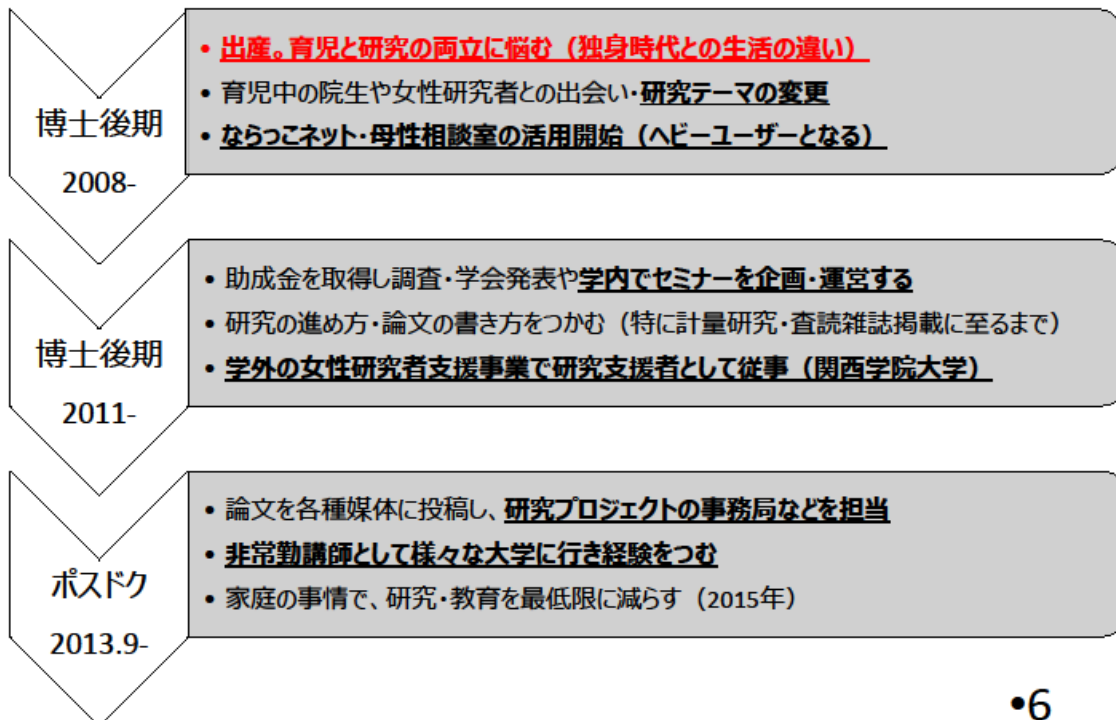 博士後期
2008-
• 出産。育児と研究の両立に悩む（独身時代との生活の違い）
• 育児中の院生や女性研究者との出会い・研究テーマの変更
• ならっこネット・母性相談室の活用開始（ヘビーユーザーとなる）
博士後期
2011-
• 助成金を取得し調査・学会発表や学内でセミナーを企画・運営する
• 研究の進め方・論文の書き方をつかむ（特に計量研究・査読雑誌掲載に至るまで）
• 学外の女性研究者支援事業で研究支援者として従事（関西学院大学）
ポスドク
2013.9-
• 論文を各種媒体に投稿し、研究プロジェクトの事務局などを担当
• 非常勤講師として様々な大学に行き経験をつむ
• 家庭の事情で、研究・教育を最低限に減らす（2015年）
•6